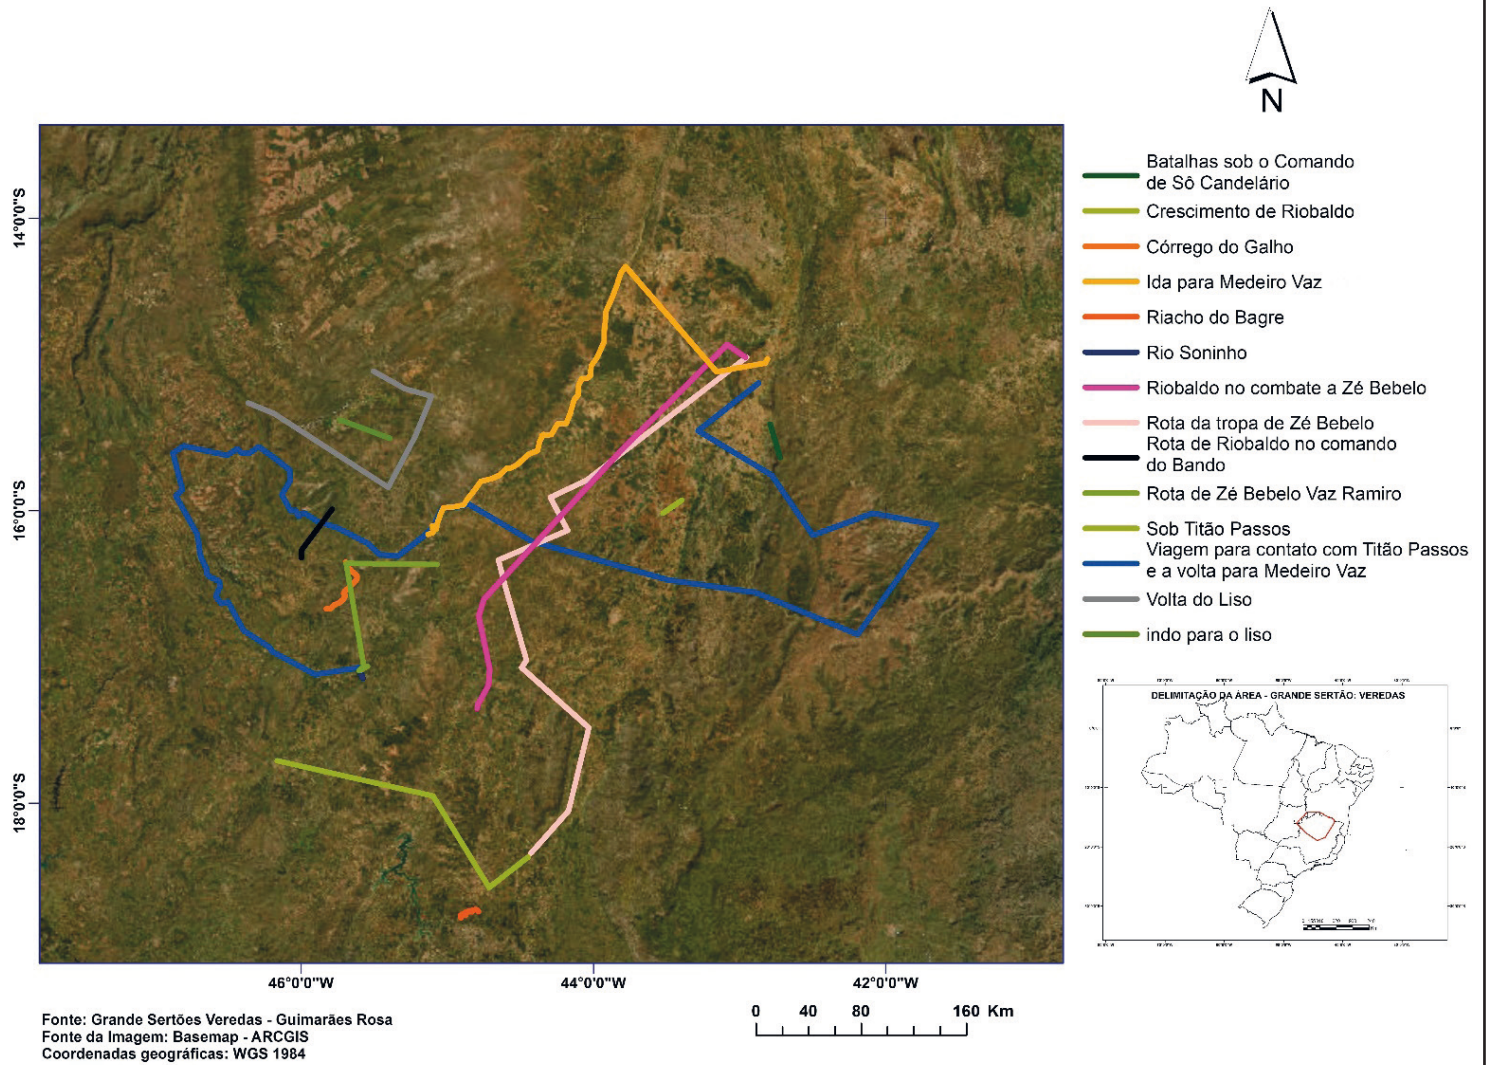 N
14°0'0"S
16°0'0"S
18°0'0"S
46°0'0"W
44°0'0"W
42°0'0"W
Batalhas sob o Comando
de Sô Candelário
Crescimento de Riobaldo
Córrego do Galho
Ida para Medeiro Vaz
Riacho do Bagre
Rio Soninho
Riobaldo no combate a Zé Bebelo
Rota da tropa de Zé Bebelo
Rota de Riobaldo no comando
do Bando
Rota de Zé Bebelo Vaz Ramiro
Sob Titão Passos
Viagem para contato com Titão Passos
e a volta para Medeiro Vaz
Volta do Liso
indo para o liso
DELIMITAÇÃO DA ÁREA - GRANDE SERTÃO: VEREDAS
0 40 80 160 Km
Fonte: Grande Sertões Veredas - Guimarães Rosa
Fonte da Imagem: Basemap - ARCGIS
Coordenadas geográficas: WGS 1984